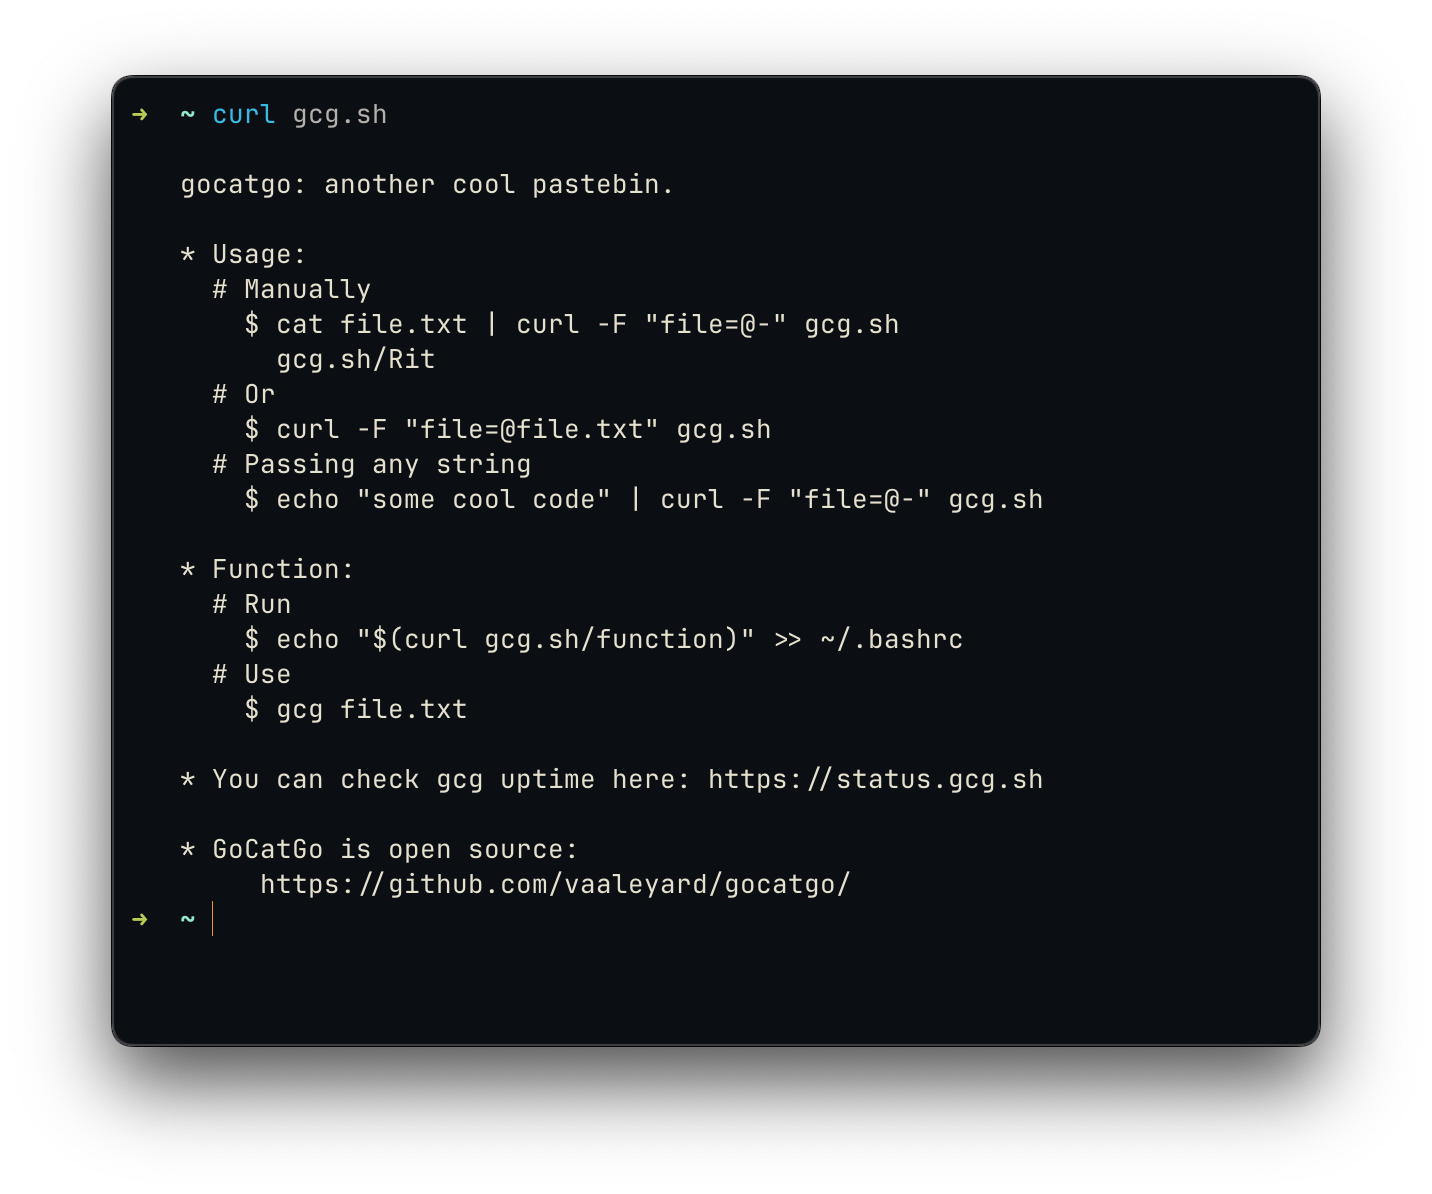 ➜  ~ curl gcg.sh

   gocatgo: another cool pastebin.

   * Usage:
     # Manually
       $ cat file.txt | curl -F "file=@-" gcg.sh
         gcg.sh/Rit
     # Or
       $ curl -F "file=@file.txt" gcg.sh
     # Passing any string
       $ echo "some cool code" | curl -F "file=@-" gcg.sh

   * Function:
     # Run
       $ echo "$(curl gcg.sh/function)" >> ~/.bashrc
     # Use
       $ gcg file.txt

   * You can check gcg uptime here: https://status.gcg.sh

   * GoCatGo is open source:
        https://github.com/vaaleyard/gocatgo/
➜  ~